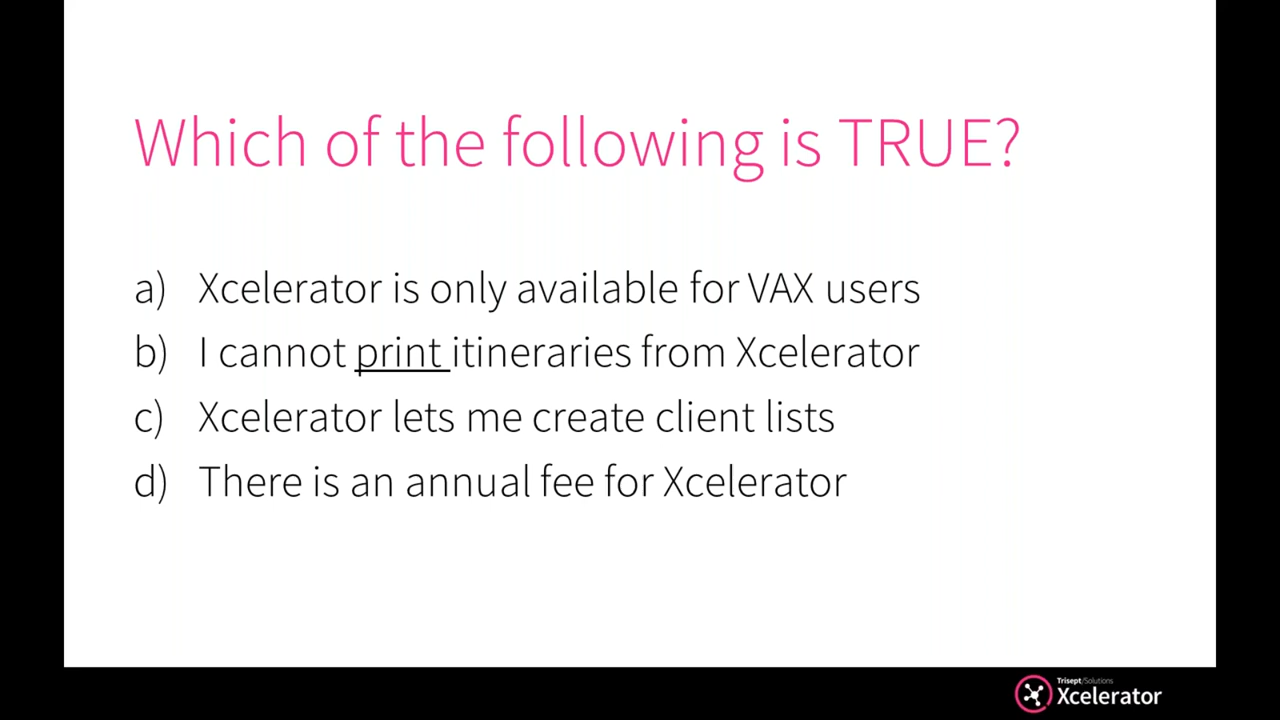 Which of the following is TRUE?
a) Xcelerator is only available for VAX users
b) I cannot print itineraries from Xcelerator
c) Xcelerator lets me create client lists
d) There is an annual fee for Xcelerator
Trisept/Solutions
Xcelerator